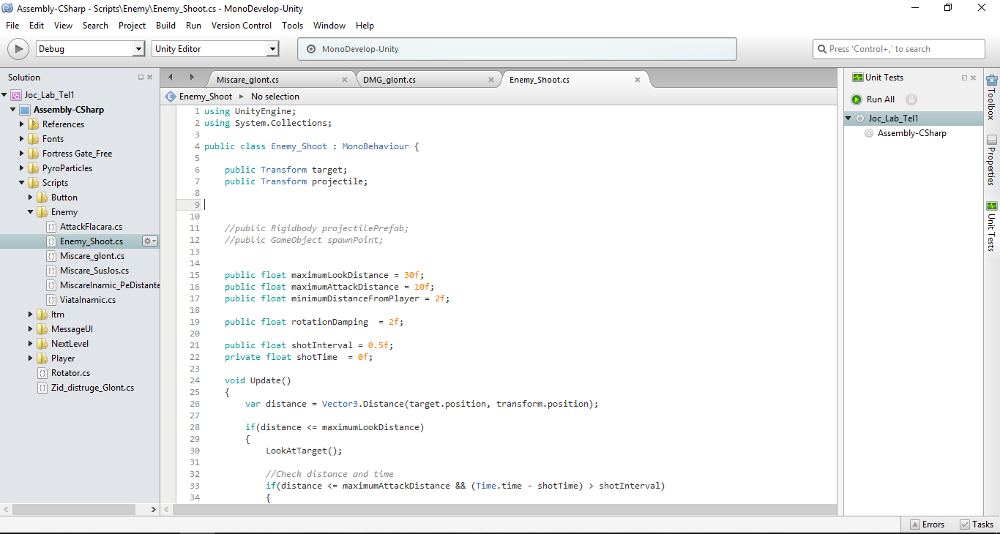 Assembly-CSharp - Scripts\Enemy\Enemy_Shoot.cs - MonoDevelop-Unity
File Edit View Search Project Build Run Version Control Tools Window Help
Debug Unity Editor MonoDevelop-Unity Press 'Control+,' to search
Solution
Joc_Lab_Tel1
Assembly-CSharp
References
Fonts
Fortress Gate_Free
PyroParticles
Scripts
Button
Enemy
AttackFlacara.cs
Enemy_Shoot.cs
Miscare_glont.cs
Miscare_SusJos.cs
MiscareInamic_PeDistante
ViataInamic.cs
Itm
MessageUI
NextLevel
Player
Rotator.cs
Zid_distruge_Glont.cs
Miscare_glont.cs DMG_glont.cs Enemy_Shoot.cs
Enemy_Shoot No selection
1 using UnityEngine;
2 using System.Collections;
3
4 public class Enemy_Shoot : MonoBehaviour {
5
6 public Transform target;
7 public Transform projectile;
8
9
10
11 //public Rigidbody projectilePrefab;
12 //public GameObject spawnPoint;
13
14
15 public float maximumLookDistance = 30f;
16 public float maximumAttackDistance = 10f;
17 public float minimumDistanceFromPlayer = 2f;
18
19 public float rotationDamping  = 2f;
20
21 public float shotInterval = 0.5f;
22 private float shotTime  = 0f;
23
24 void Update()
25 {
26 var distance = Vector3.Distance(target.position, transform.position);
27
28 if(distance <= maximumLookDistance)
29 {
30 LookAtTarget();
31
32 //Check distance and time
33 if(distance <= maximumAttackDistance && (Time.time - shotTime) > shotInterval)
34 {
Unit Tests
Run All
Joc_Lab_Tel1
Assembly-CSharp
Toolbox
Properties
Unit Tests
Errors Tasks